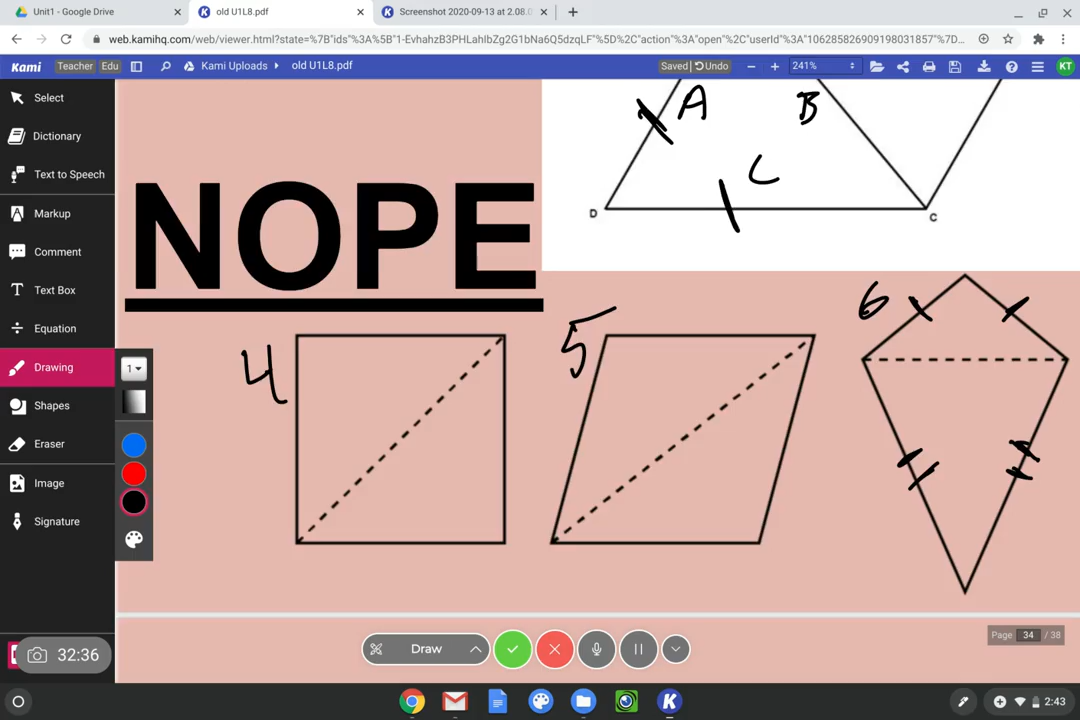 Unit1 - Google Drive
old U1L8.pdf
Screenshot 2020-09-13 at 2.08.0
web.kamihq.com/web/viewer.html?state=%7B"ids"%3A%5B"1-EvhahzB3PHLahIbZg2G1bNa6Q5dzqLF"%5D%2C"action"%3A"open"%2C"userId"%3A"106285826909198031857"%7D...
Kami
Teacher
Edu
Kami Uploads
old U1L8.pdf
Saved
Undo
241%
KT
Select
Dictionary
Text to Speech
Markup
Comment
Text Box
Equation
Drawing
Shapes
Eraser
Image
Signature
1
A
B
C
D
C
NOPE
4
5
6
32:36
Draw
Page 34 / 38
2:43